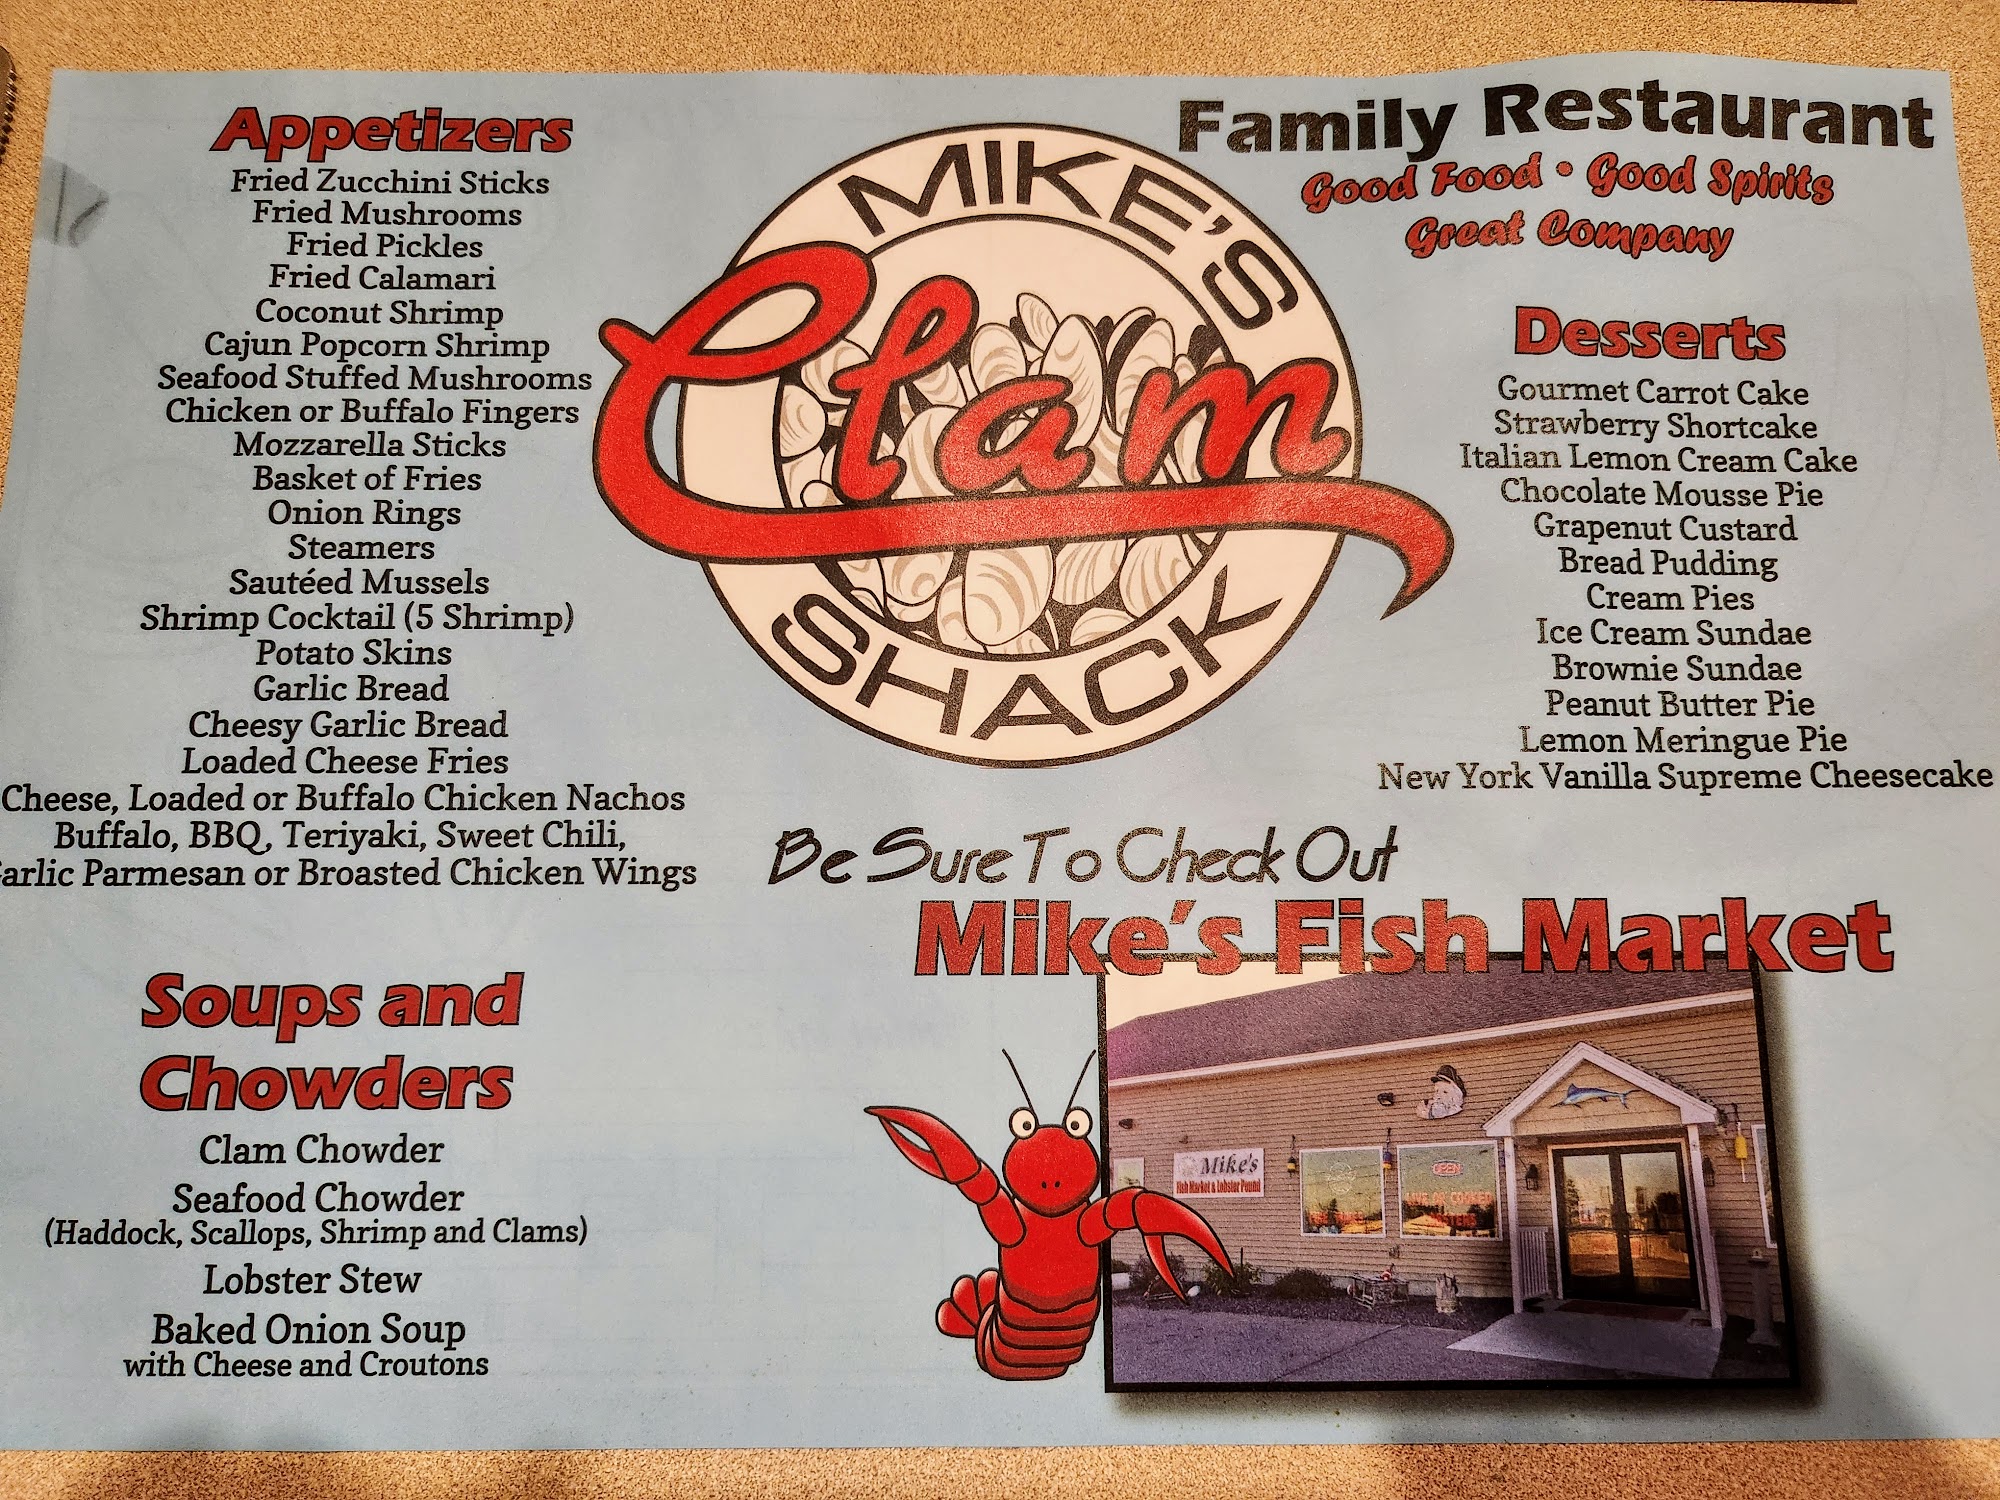 Appetizers
Fried Zucchini Sticks
Fried Mushrooms
Fried Pickles
Fried Calamari
Coconut Shrimp
Cajun Popcorn Shrimp
Seafood Stuffed Mushrooms
Chicken or Buffalo Fingers
Mozzarella Sticks
Basket of Fries
Onion Rings
Steamers
Sautéed Mussels
Shrimp Cocktail (5 Shrimp)
Potato Skins
Garlic Bread
Cheesy Garlic Bread
Loaded Cheese Fries
Cheese, Loaded or Buffalo Chicken Nachos
Buffalo, BBQ, Teriyaki, Sweet Chili,
arlic Parmesan or Broasted Chicken Wings
Soups and
Chowders
Clam Chowder
Seafood Chowder
(Haddock, Scallops, Shrimp and Clams)
Lobster Stew
Baked Onion Soup
with Cheese and Croutons
MIKE'S
Clam
SHACK
Family Restaurant
Good Food • Good Spirits
Great Company
Desserts
Gourmet Carrot Cake
Strawberry Shortcake
Italian Lemon Cream Cake
Chocolate Mousse Pie
Grapenut Custard
Bread Pudding
Cream Pies
Ice Cream Sundae
Brownie Sundae
Peanut Butter Pie
Lemon Meringue Pie
New York Vanilla Supreme Cheesecake
Be Sure To Check Out
Mike's Fish Market
Mike's
Fish Market & Lobster Pound
OPEN
LIVE OR COOKED